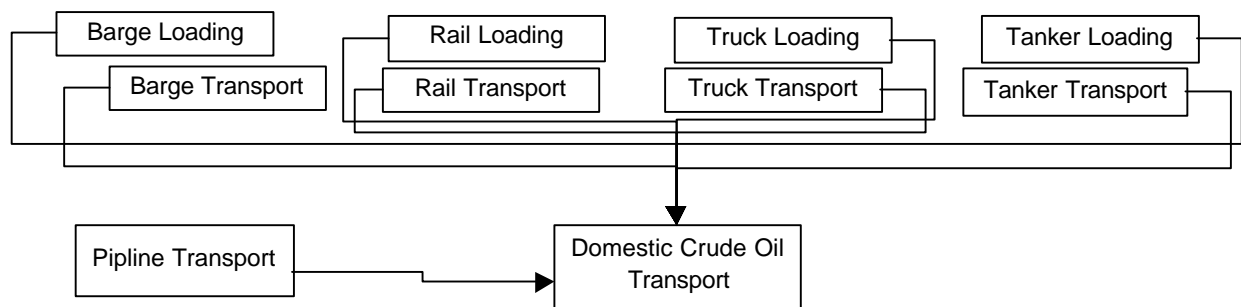 Barge Loading
Rail Loading
Truck Loading
Tanker Loading
Barge Transport
Rail Transport
Truck Transport
Tanker Transport
Pipline Transport
Domestic Crude Oil
Transport